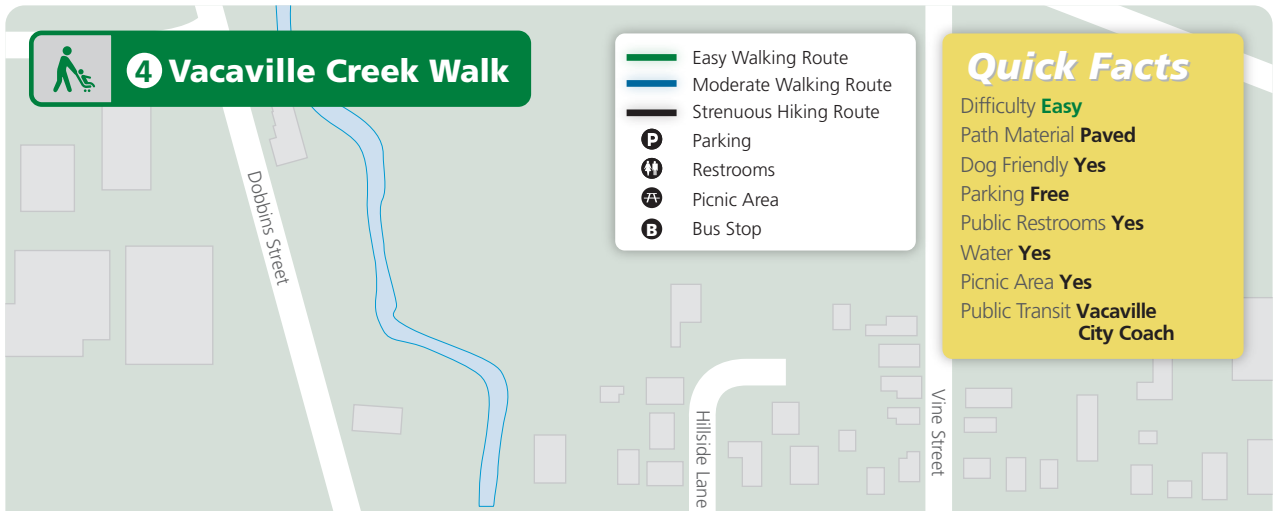 4 Vacaville Creek Walk
Easy Walking Route
Moderate Walking Route
Strenuous Hiking Route
P Parking
Restrooms
Picnic Area
B Bus Stop
Quick Facts
Difficulty Easy
Path Material Paved
Dog Friendly Yes
Parking Free
Public Restrooms Yes
Water Yes
Picnic Area Yes
Public Transit Vacaville
City Coach
Dobbins Street
Hillside Lane
Vine Street